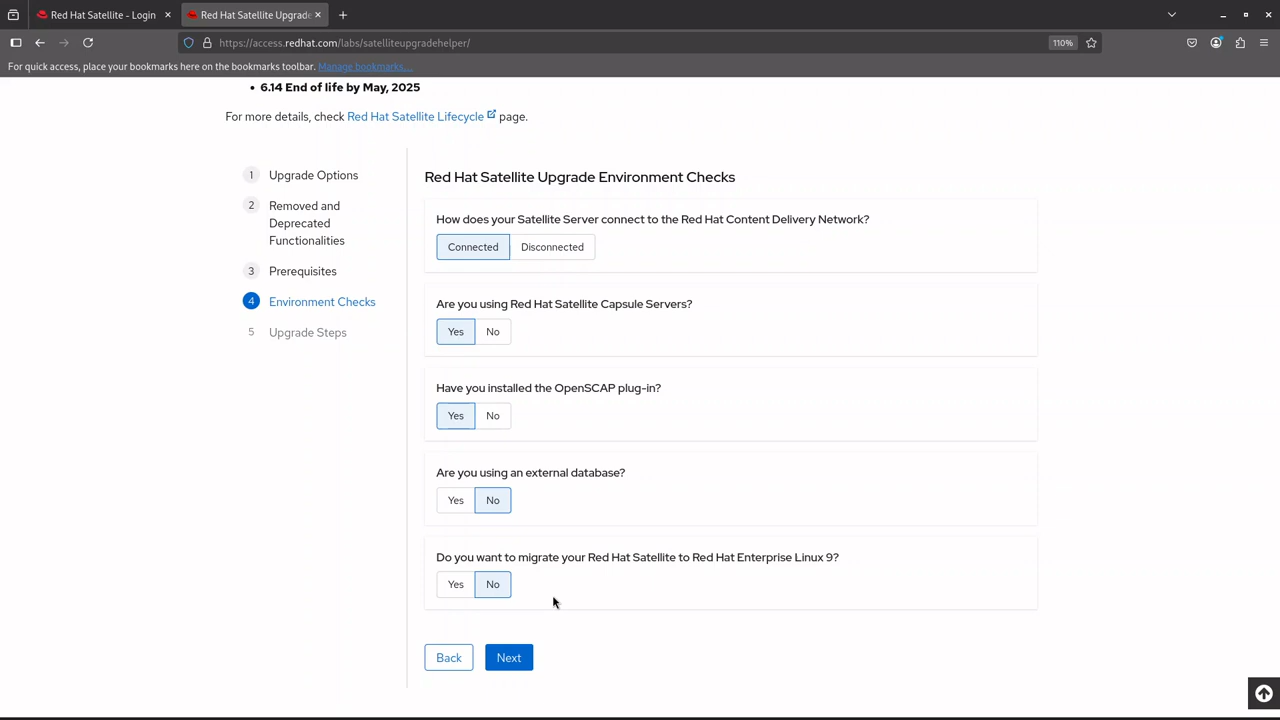 Red Hat Satellite - Login
Red Hat Satellite Upgrade
https://access.redhat.com/labs/satelliteupgradehelper/
110%
For quick access, place your bookmarks here on the bookmarks toolbar. Manage bookmarks...
• 6.14 End of life by May, 2025
For more details, check Red Hat Satellite Lifecycle page.
1 Upgrade Options
2 Removed and
Deprecated
Functionalities
3 Prerequisites
4 Environment Checks
5 Upgrade Steps
Red Hat Satellite Upgrade Environment Checks
How does your Satellite Server connect to the Red Hat Content Delivery Network?
Connected Disconnected
Are you using Red Hat Satellite Capsule Servers?
Yes No
Have you installed the OpenSCAP plug-in?
Yes No
Are you using an external database?
Yes No
Do you want to migrate your Red Hat Satellite to Red Hat Enterprise Linux 9?
Yes No
Back Next